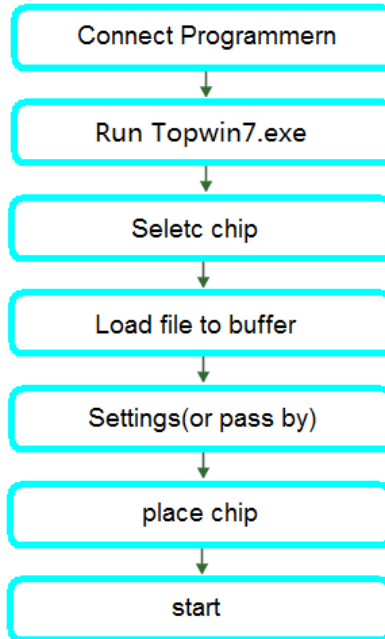 Connect Programmern
Run Topwin7.exe
Seletc chip
Load file to buffer
Settings(or pass by)
place chip
start